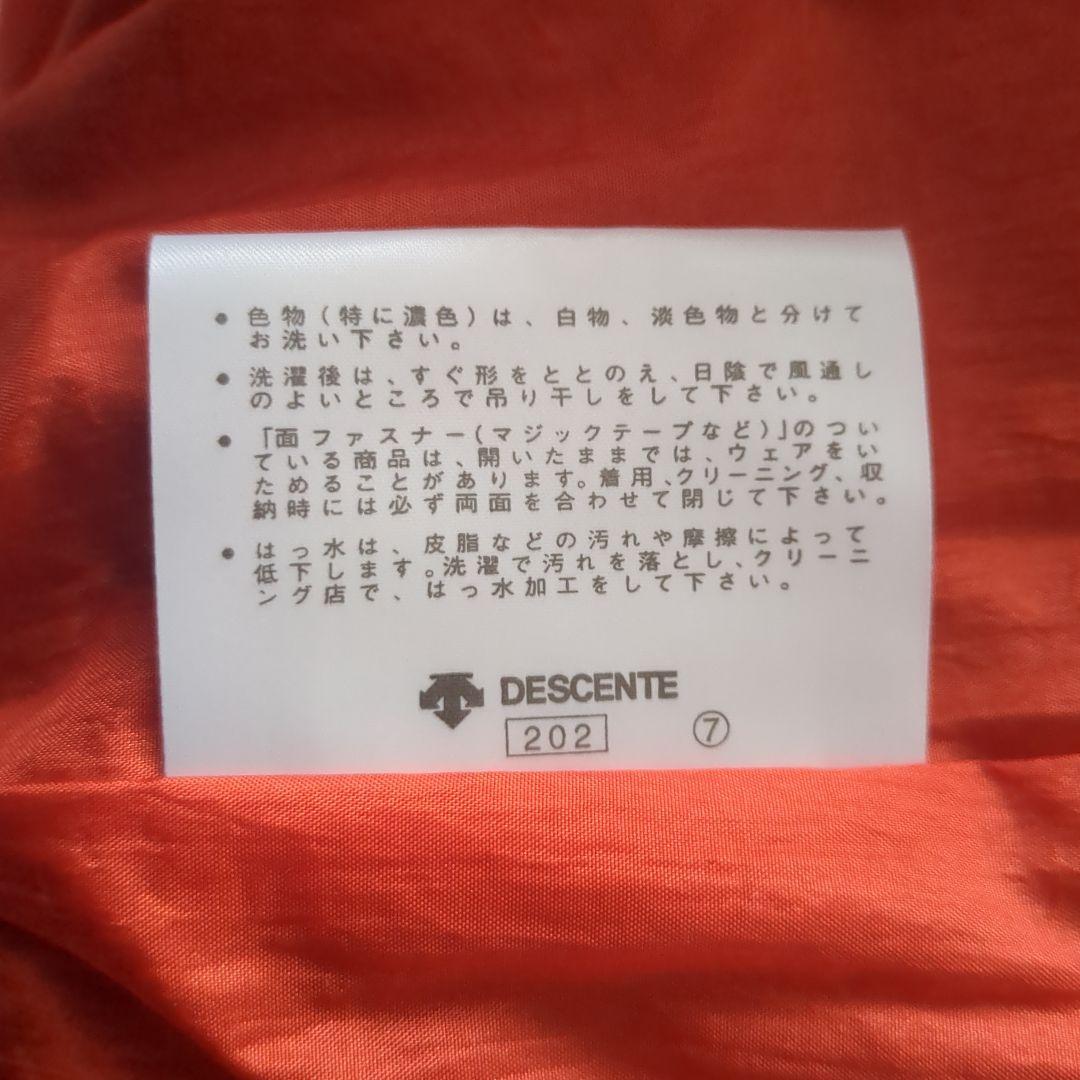 ● 色物(特に濃色)は、白物、淡色物と分けて
お洗い下さい。
● 洗濯後は、すぐ形をととのえ、日陰で風通し
のよいところで吊り干しをして下さい。
● 「面ファスナー(マジックテープなど)」のつい
ている商品は、開いたままでは、ウェアをい
ためることがあります。着用、クリーニング、収
納時には必ず両面を合わせて閉じて下さい。
● はっ水は、皮脂などの汚れや摩擦によって
低下します。洗濯で汚れを落とし、クリーニ
ング店で、はっ水加工をして下さい。
DESCENTE
202 ⑦